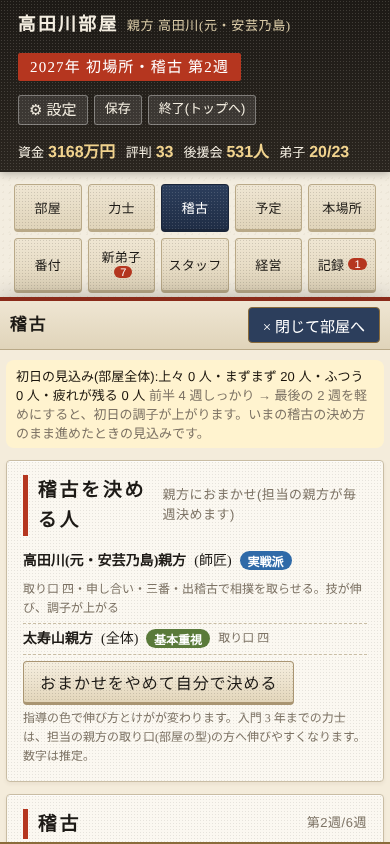 高田川部屋 親方 高田川(元・安芸乃島)
2027年 初場所・稽古 第2週
⚙ 設定 保存 終了(トップへ)
資金 3168万円 評判 33 後援会 531人 弟子 20/23
部屋 力士 稽古 予定 本場所
番付 新弟子 7 スタッフ 経営 記録 1
稽古 × 閉じて部屋へ
初日の見込み(部屋全体):上々 0 人・まずまず 20 人・ふつう
0 人・疲れが残る 0 人 前半 4 週しっかり → 最後の 2 週を軽
めにすると、初日の調子が上がります。いまの稽古の決め方
のまま進めたときの見込みです。
稽古を決め
る人
親方におまかせ(担当の親方が毎
週決めます)
高田川(元・安芸乃島)親方 (師匠) 実戦派
取り口 四・申し合い・三番・出稽古で相撲を取らせる。技が伸
び、調子が上がる
太寿山親方 (全体) 基本重視 取り口 四
おまかせをやめて自分で決める
指導の色で伸び方とけがが変わります。入門 3 年までの力士
は、担当の親方の取り口(部屋の型)の方へ伸びやすくなります。
数字は推定。
稽古 第2週/6週